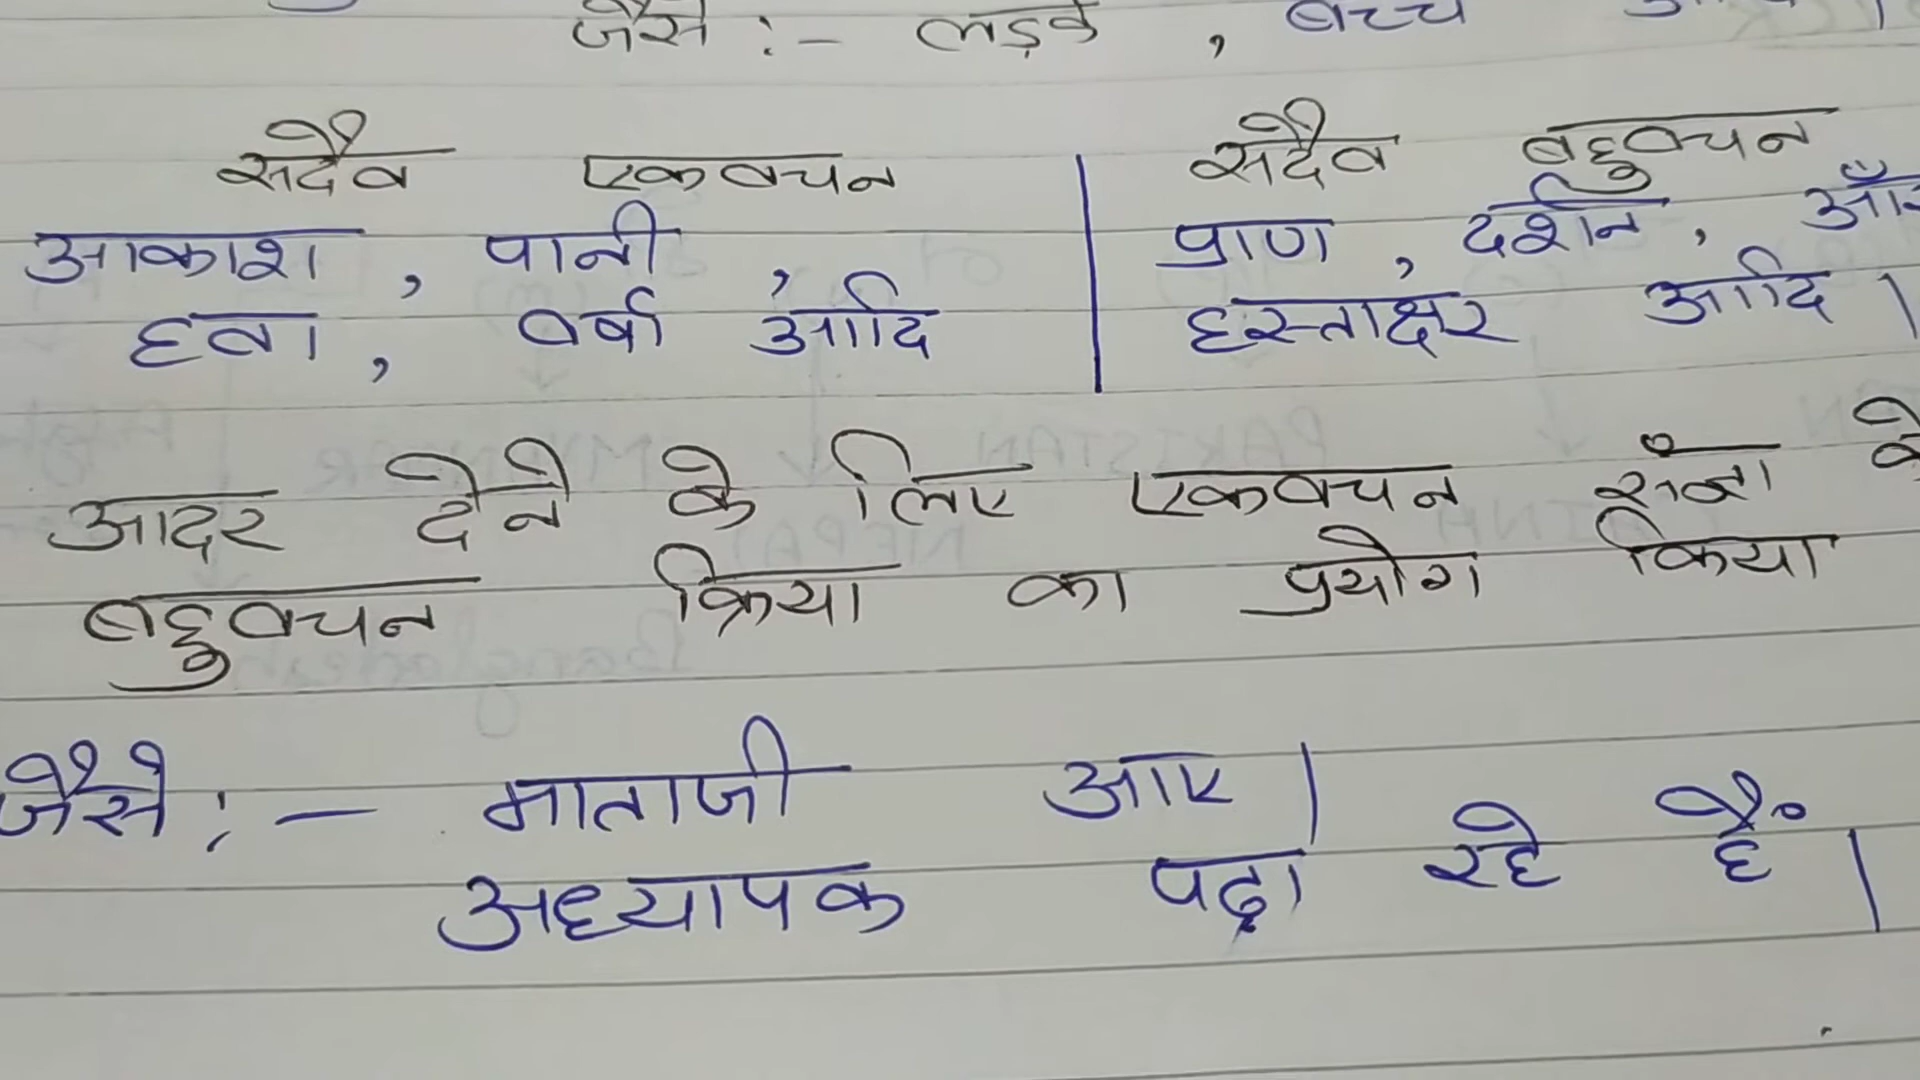 जैसे :- लड़के , बच्चे
सदैव एकवचन
आकाश , पानी ,
हवा , वर्षा आदि
सदैव बहुवचन
प्राण , दर्शन ,
हस्ताक्षर आदि ।
आदर देने के लिए एकवचन संज्ञा के
बहुवचन क्रिया का प्रयोग किया
जैसे :- माताजी आए ।
अध्यापक पढ़ा रहे हैं ।